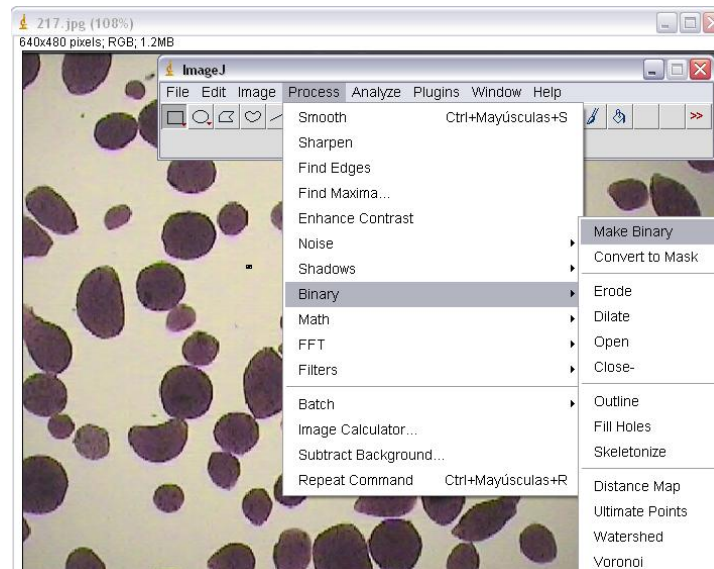 217.jpg (108%)
640x480 pixels; RGB; 1.2MB
ImageJ
File Edit Image Process Analyze Plugins Window Help
>>
Smooth Ctrl+Mayúsculas+S
Sharpen
Find Edges
Find Maxima...
Enhance Contrast
Noise
Shadows
Binary
Math
FFT
Filters
Batch
Image Calculator...
Subtract Background...
Repeat Command Ctrl+Mayúsculas+R
Make Binary
Convert to Mask
Erode
Dilate
Open
Close-
Outline
Fill Holes
Skeletonize
Distance Map
Ultimate Points
Watershed
Voronoi